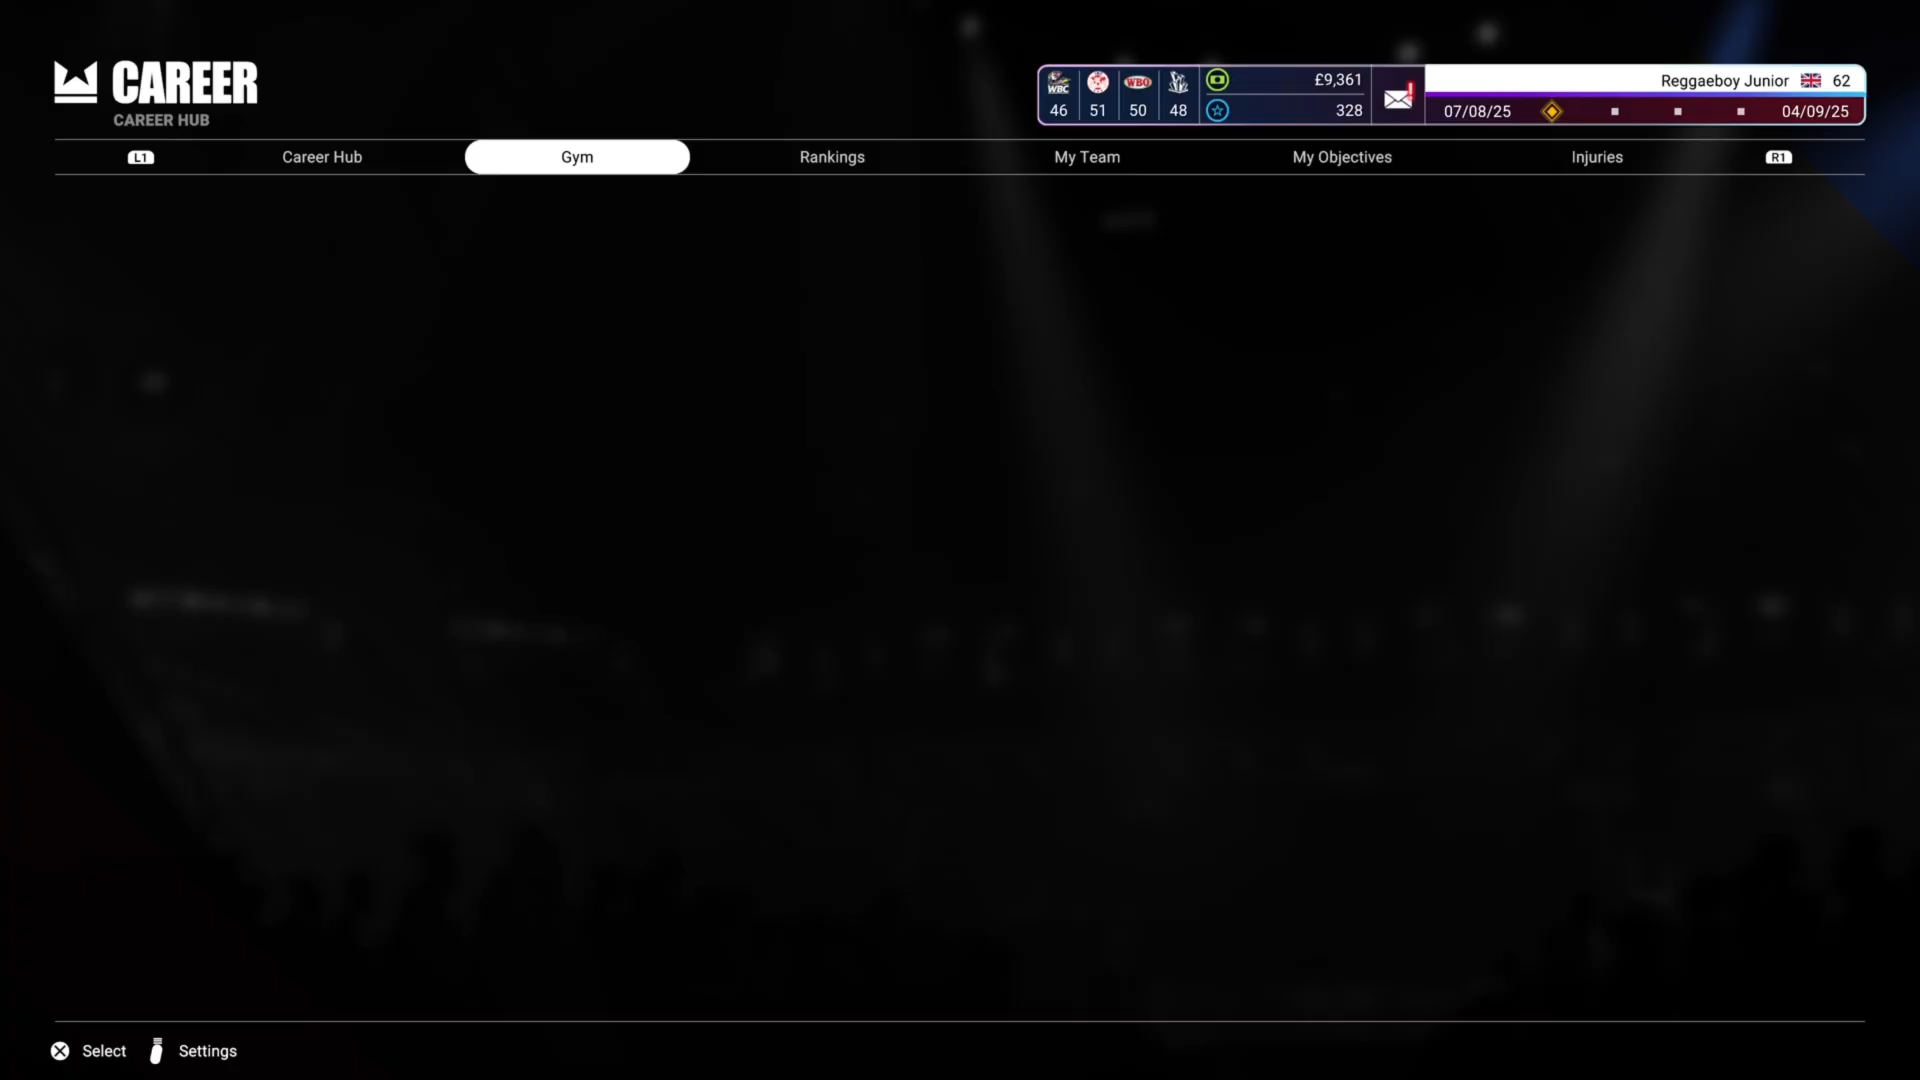 CAREER
CAREER HUB
WBC
WBO
46
51
50
48
£9,361
328
Reggaeboy Junior
62
07/08/25
04/09/25
L1
Career Hub
Gym
Rankings
My Team
My Objectives
Injuries
R1
Select
Settings